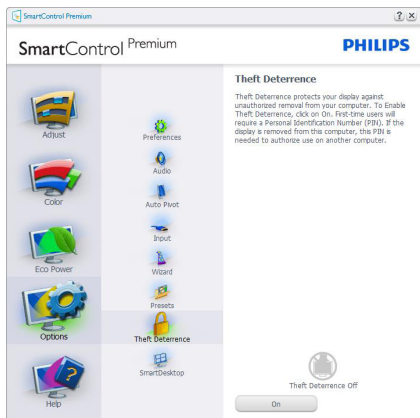 SmartControl Premium
SmartControl Premium
PHILIPS
Adjust
Color
Eco Power
Options
Help
Preferences
Audio
Auto Pivot
Input
Wizard
Presets
Theft Deterrence
SmartDesktop
Theft Deterrence
Theft Deterrence protects your display against
unauthorized removal from your computer. To Enable
Theft Deterrence, click on On. First-time users will
require a Personal Identification Number (PIN). If the
display is removed from this computer, this PIN is
needed to authorize use on another computer.
Theft Deterrence Off
On